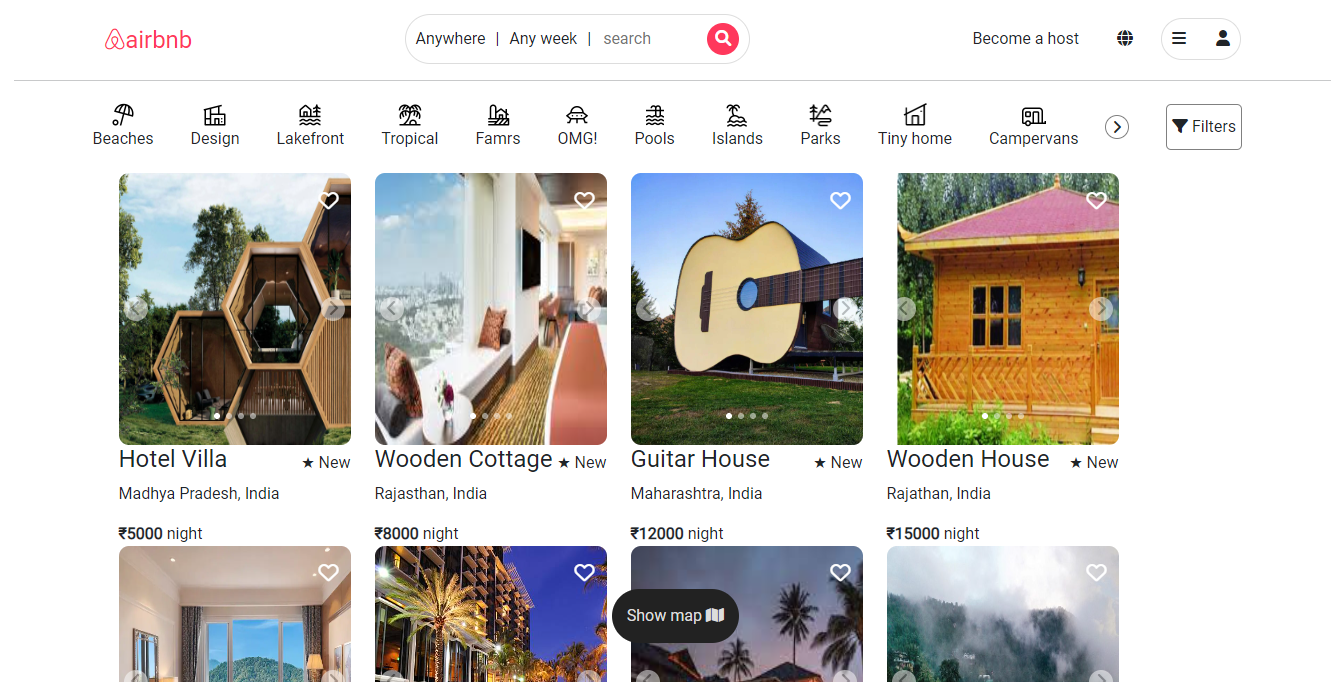 airbnb
Anywhere | Any week | search
Become a host
Beaches
Design
Lakefront
Tropical
Famrs
OMG!
Pools
Islands
Parks
Tiny home
Campervans
Filters
Hotel Villa ★ New
Madhya Pradesh, India
₹5000 night
Wooden Cottage ★ New
Rajasthan, India
₹8000 night
Guitar House ★ New
Maharashtra, India
₹12000 night
Wooden House ★ New
Rajathan, India
₹15000 night
Show map